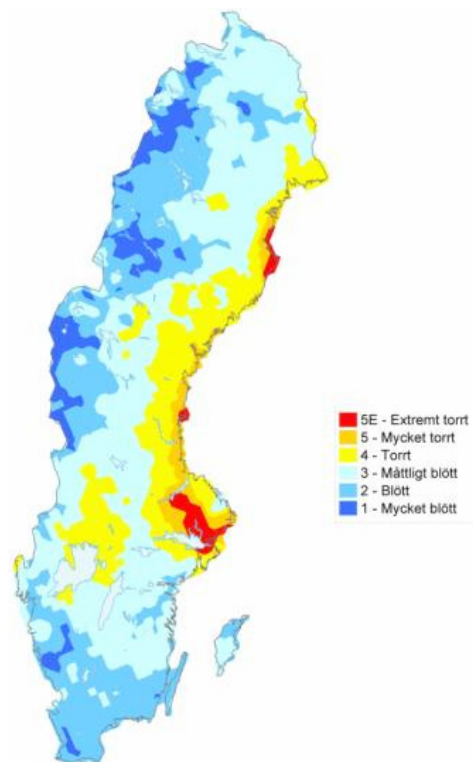 5E - Extremt torrt
5 - Mycket torrt
4 - Torrt
3 - Måttligt blött
2 - Blött
1 - Mycket blött